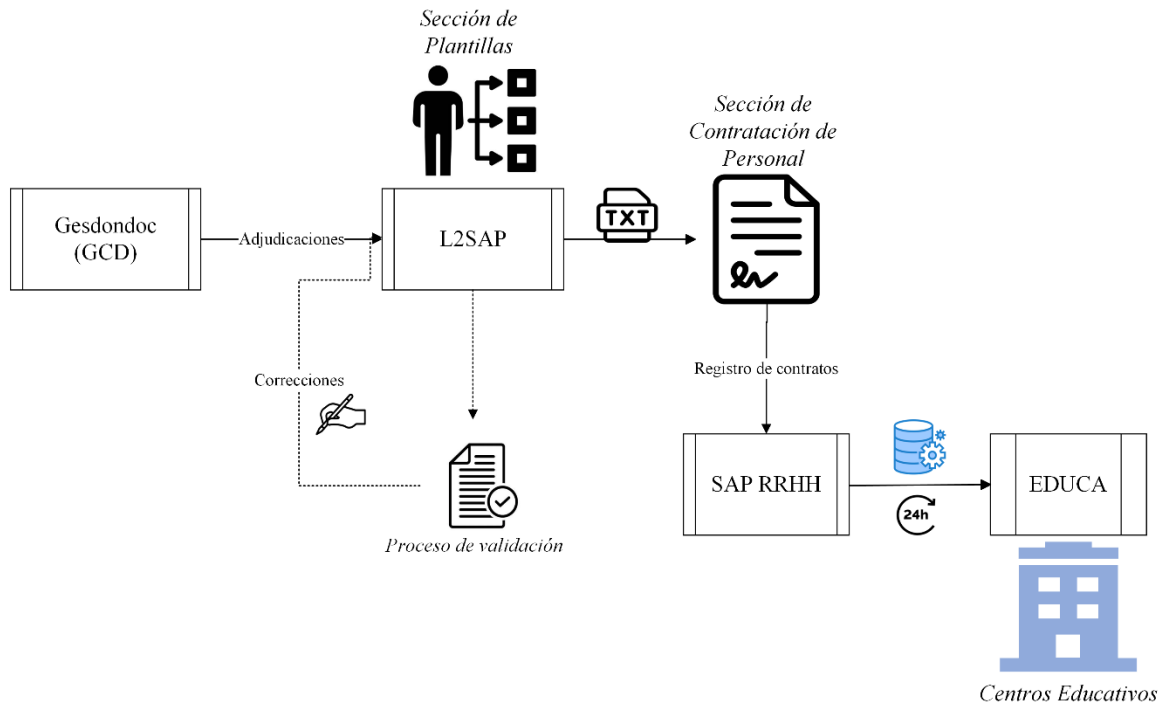 Sección de
Plantillas
Sección de
Contratación de
Personal
Gesdondoc
(GCD)
Adjudicaciones
L2SAP
TXT
Correcciones
Registro de contratos
Proceso de validación
SAP RRHH
24h
EDUCA
Centros Educativos